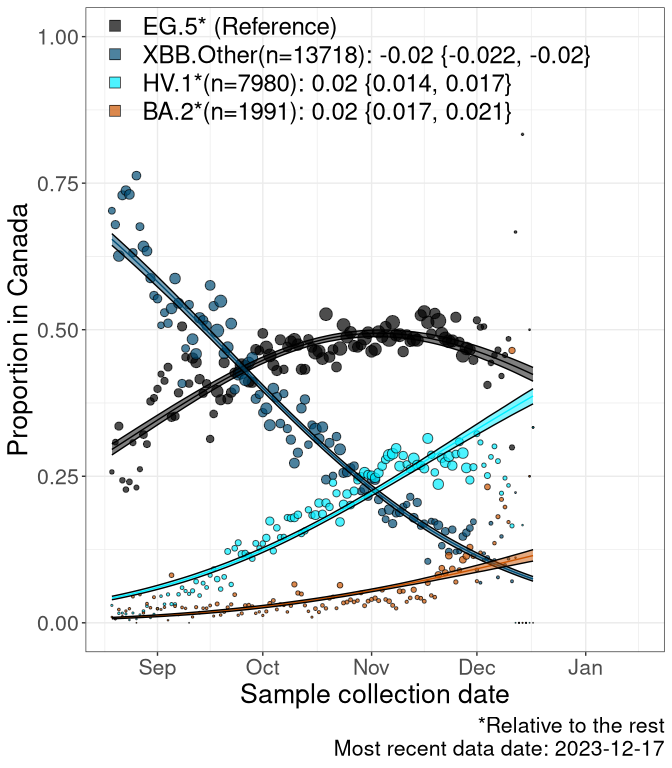 EG.5* (Reference)
XBB.Other(n=13718): -0.02 {-0.022, -0.02}
HV.1*(n=7980): 0.02 {0.014, 0.017}
BA.2*(n=1991): 0.02 {0.017, 0.021}
1.00
0.75
0.50
0.25
0.00
Proportion in Canada
Sep Oct Nov Dec Jan
Sample collection date
*Relative to the rest
Most recent data date: 2023-12-17